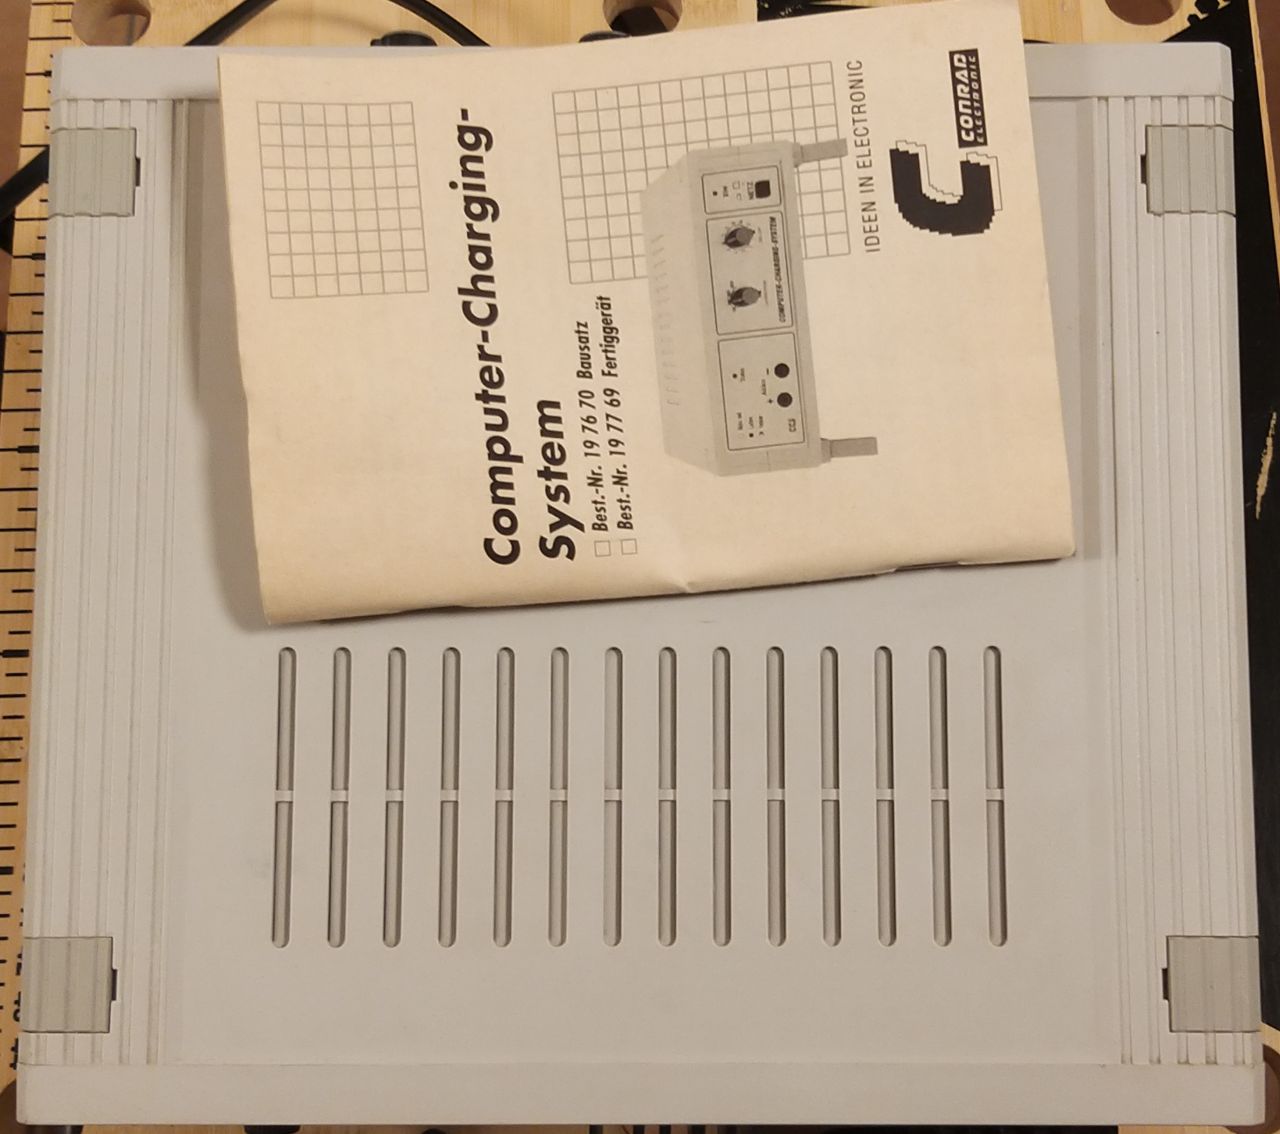 Computer-Charging-
System
Best.-Nr. 19 76 70 Bausatz
Best.-Nr. 19 77 69 Fertiggerät
COMPUTER-CHARGING-SYSTEM
NETZ
Akku
+ -
IDEEN IN ELECTRONIC
CONRAD
ELECTRONIC